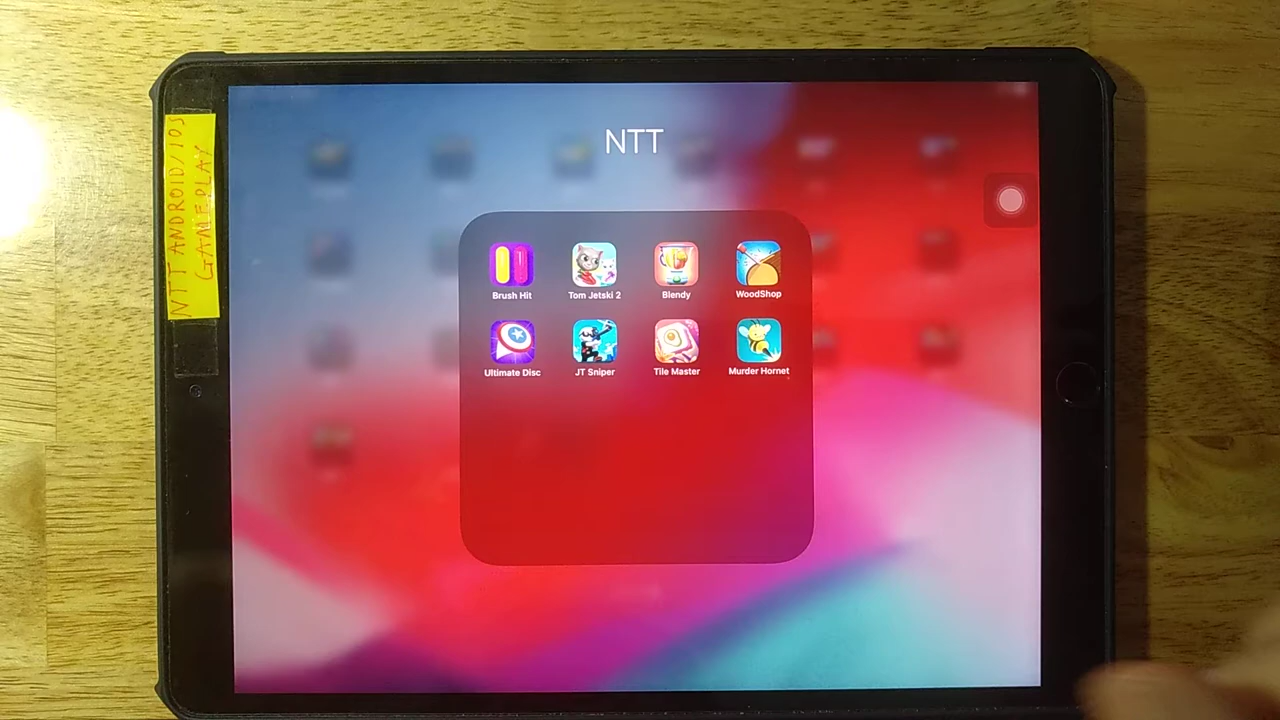 NTT ANDROID/IOS
GAMEPLAY
NTT
Brush Hit
Tom Jetski 2
Blendy
WoodShop
Ultimate Disc
JT Sniper
Tile Master
Murder Hornet